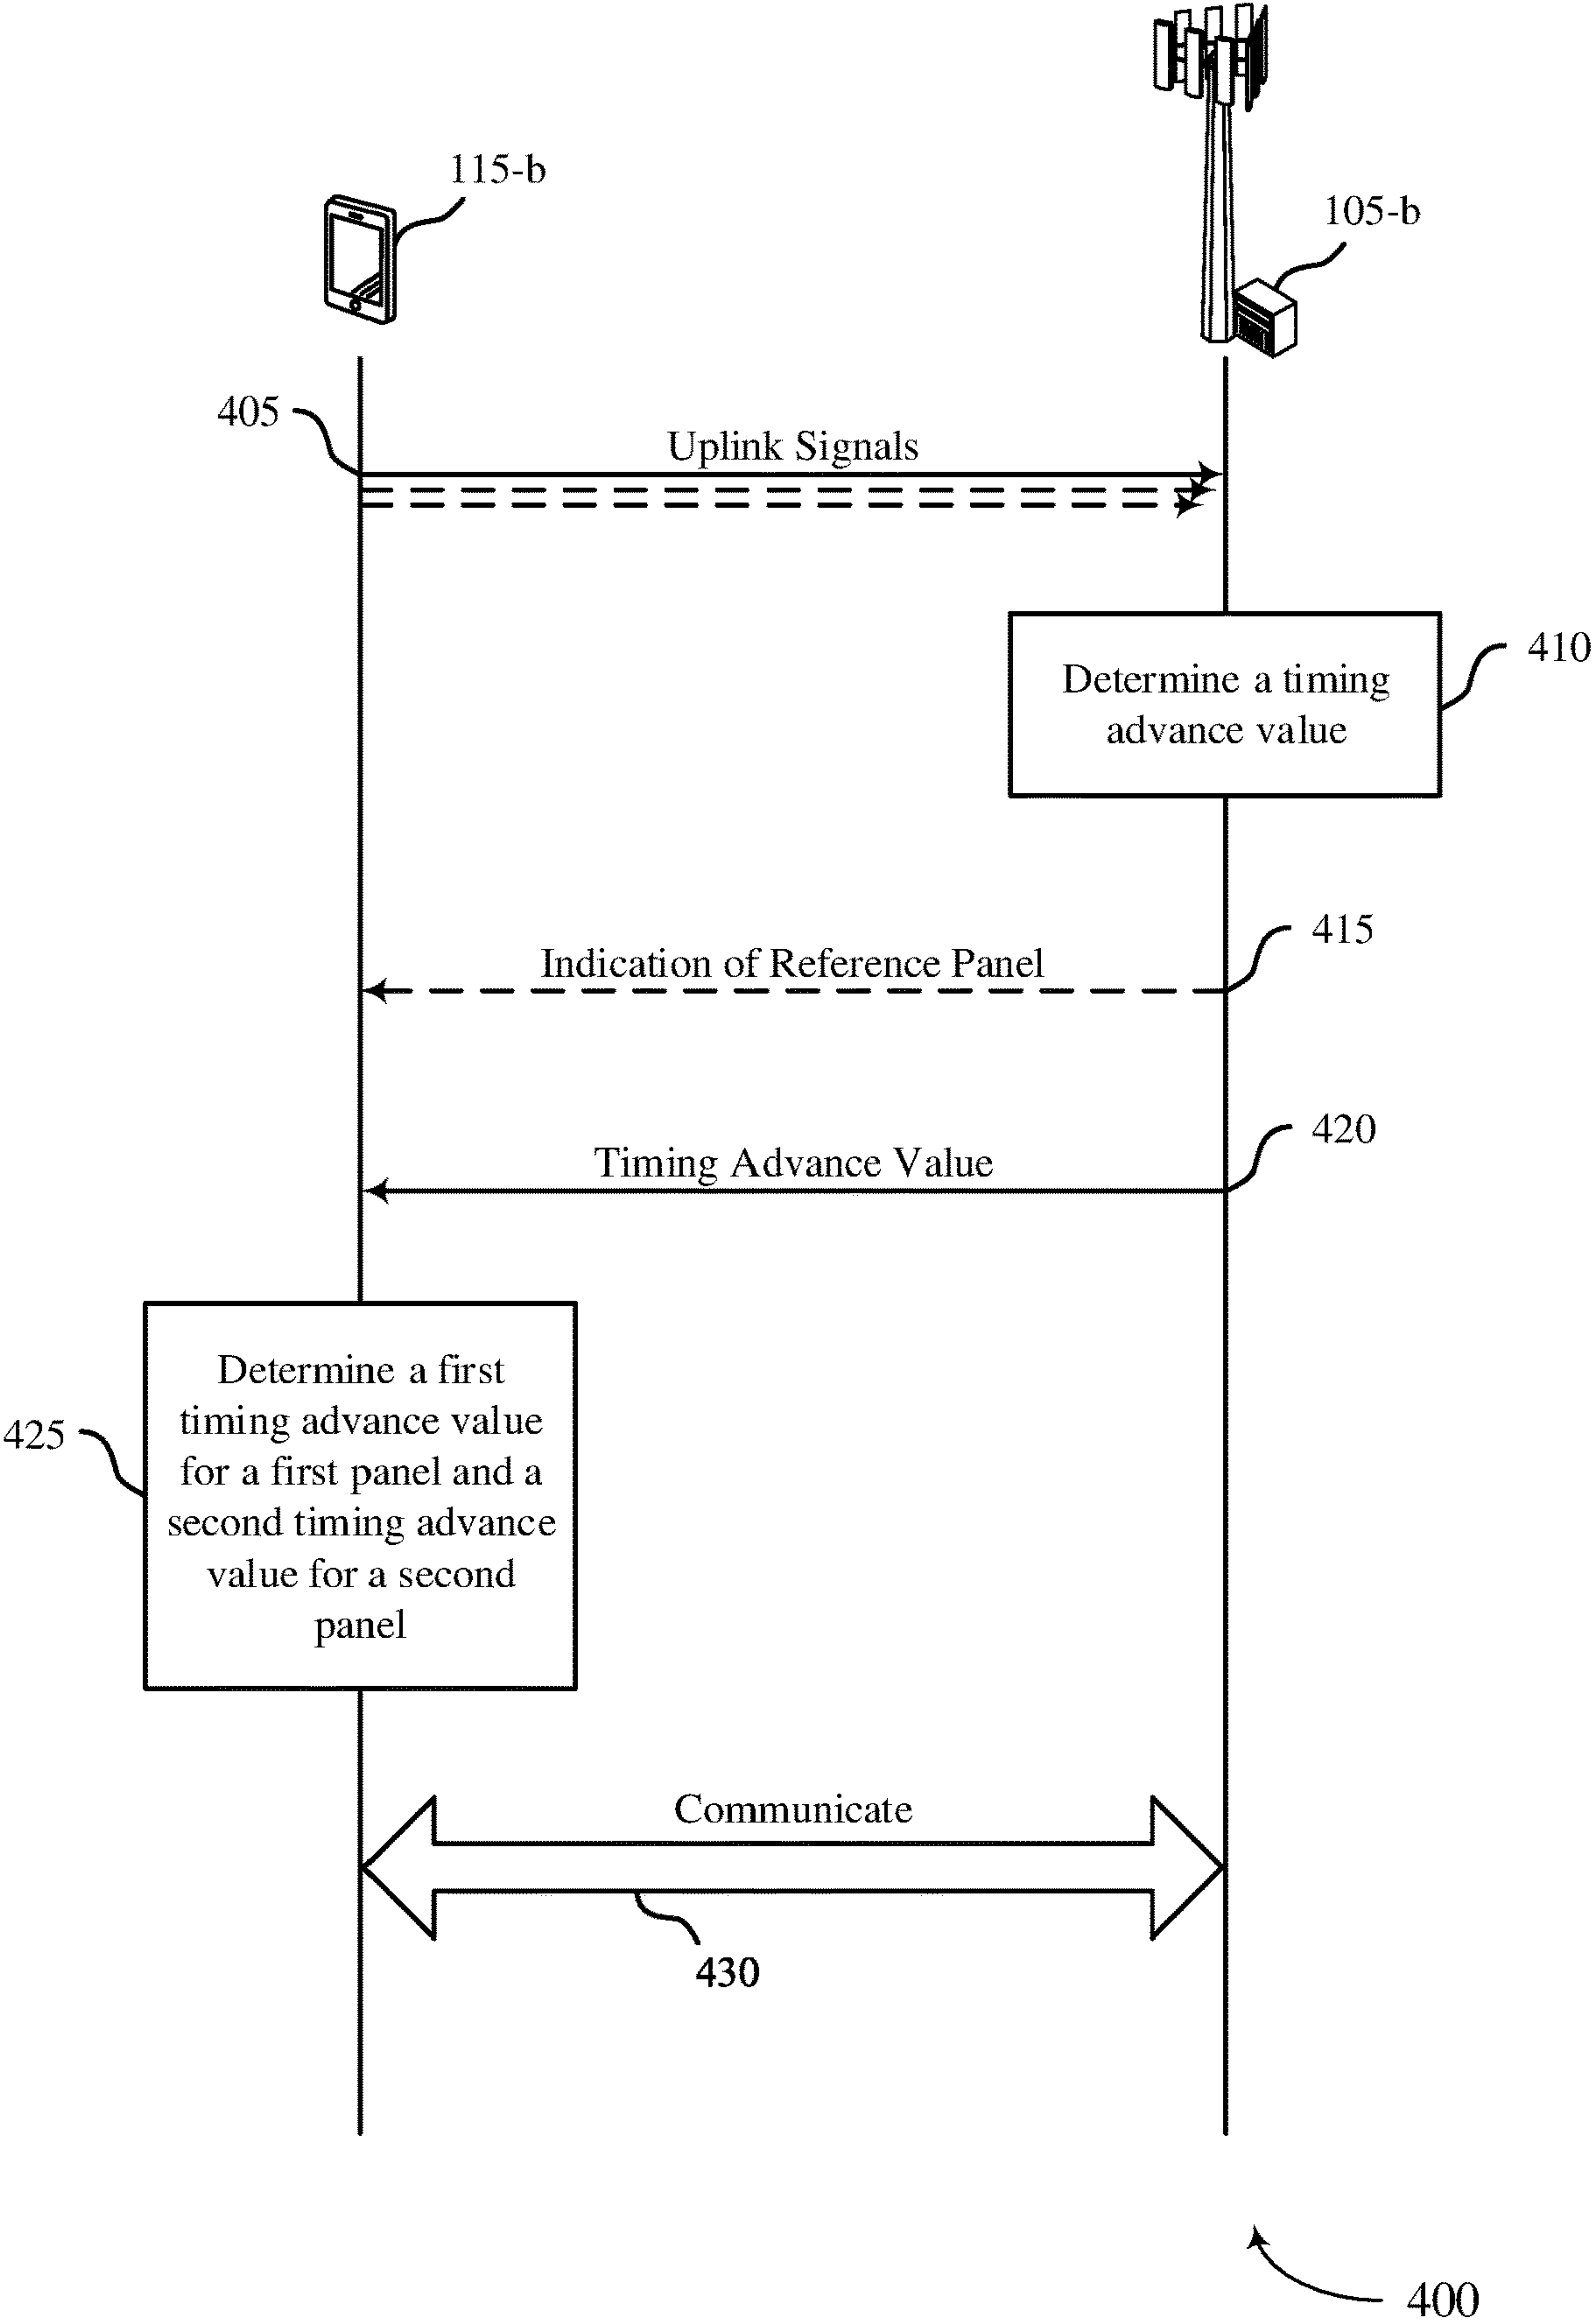 115-b
105-b
405
Uplink Signals
Determine a timing
advance value
410
415
Indication of Reference Panel
420
Timing Advance Value
Determine a first
timing advance value
for a first panel and a
second timing advance
value for a second
panel
425
Communicate
430
400